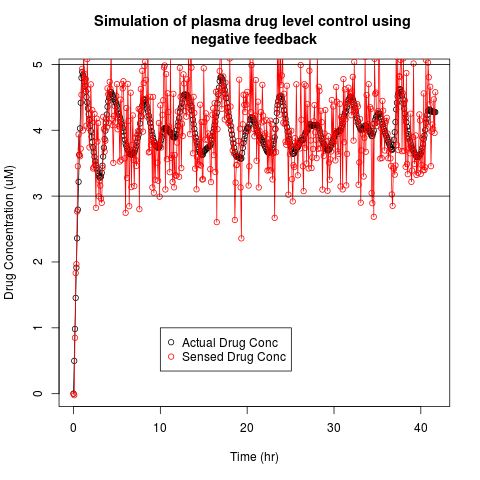 Simulation of plasma drug level control using
negative feedback
Drug Concentration (uM)
5
4
3
2
1
0
Actual Drug Conc
Sensed Drug Conc
0 10 20 30 40
Time (hr)